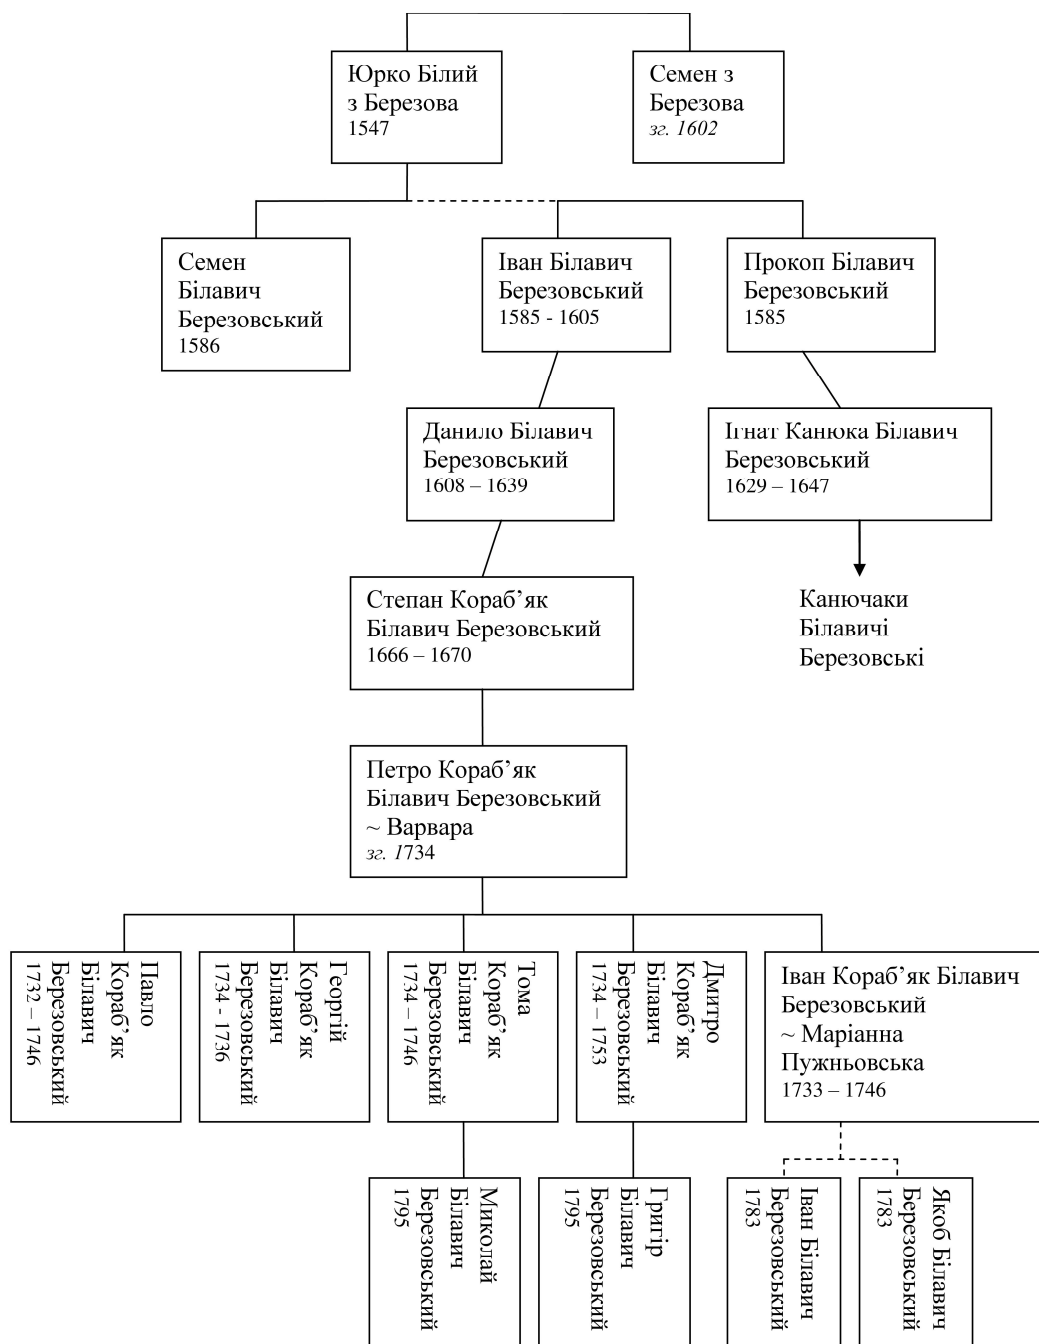 Юрко Білий
з Березова
1547
Семен з
Березова
зг. 1602
Семен
Білавич
Березовський
1586
Іван Білавич
Березовський
1585 - 1605
Прокоп Білавич
Березовський
1585
Данило Білавич
Березовський
1608 – 1639
Ігнат Канюка Білавич
Березовський
1629 – 1647
Степан Кораб’як
Білавич Березовський
1666 – 1670
Канючаки
Білавичі
Березовські
Петро Кораб’як
Білавич Березовський
~ Варвара
зг. 1734
Павло
Кораб’як
Білавич
Березовський
1732 – 1746
Георгій
Кораб’як
Білавич
Березовський
1734 - 1736
Тома
Кораб’як
Білавич
Березовський
1734 – 1746
Дмитро
Кораб’як
Білавич
Березовський
1734 – 1753
Іван Кораб’як Білавич
Березовський
~ Маріанна
Пужньовська
1733 – 1746
Миколай
Білавич
Березовський
1795
Григір
Білавич
Березовський
1795
Іван Білавич
Березовський
1783
Якоб Білавич
Березовський
1783